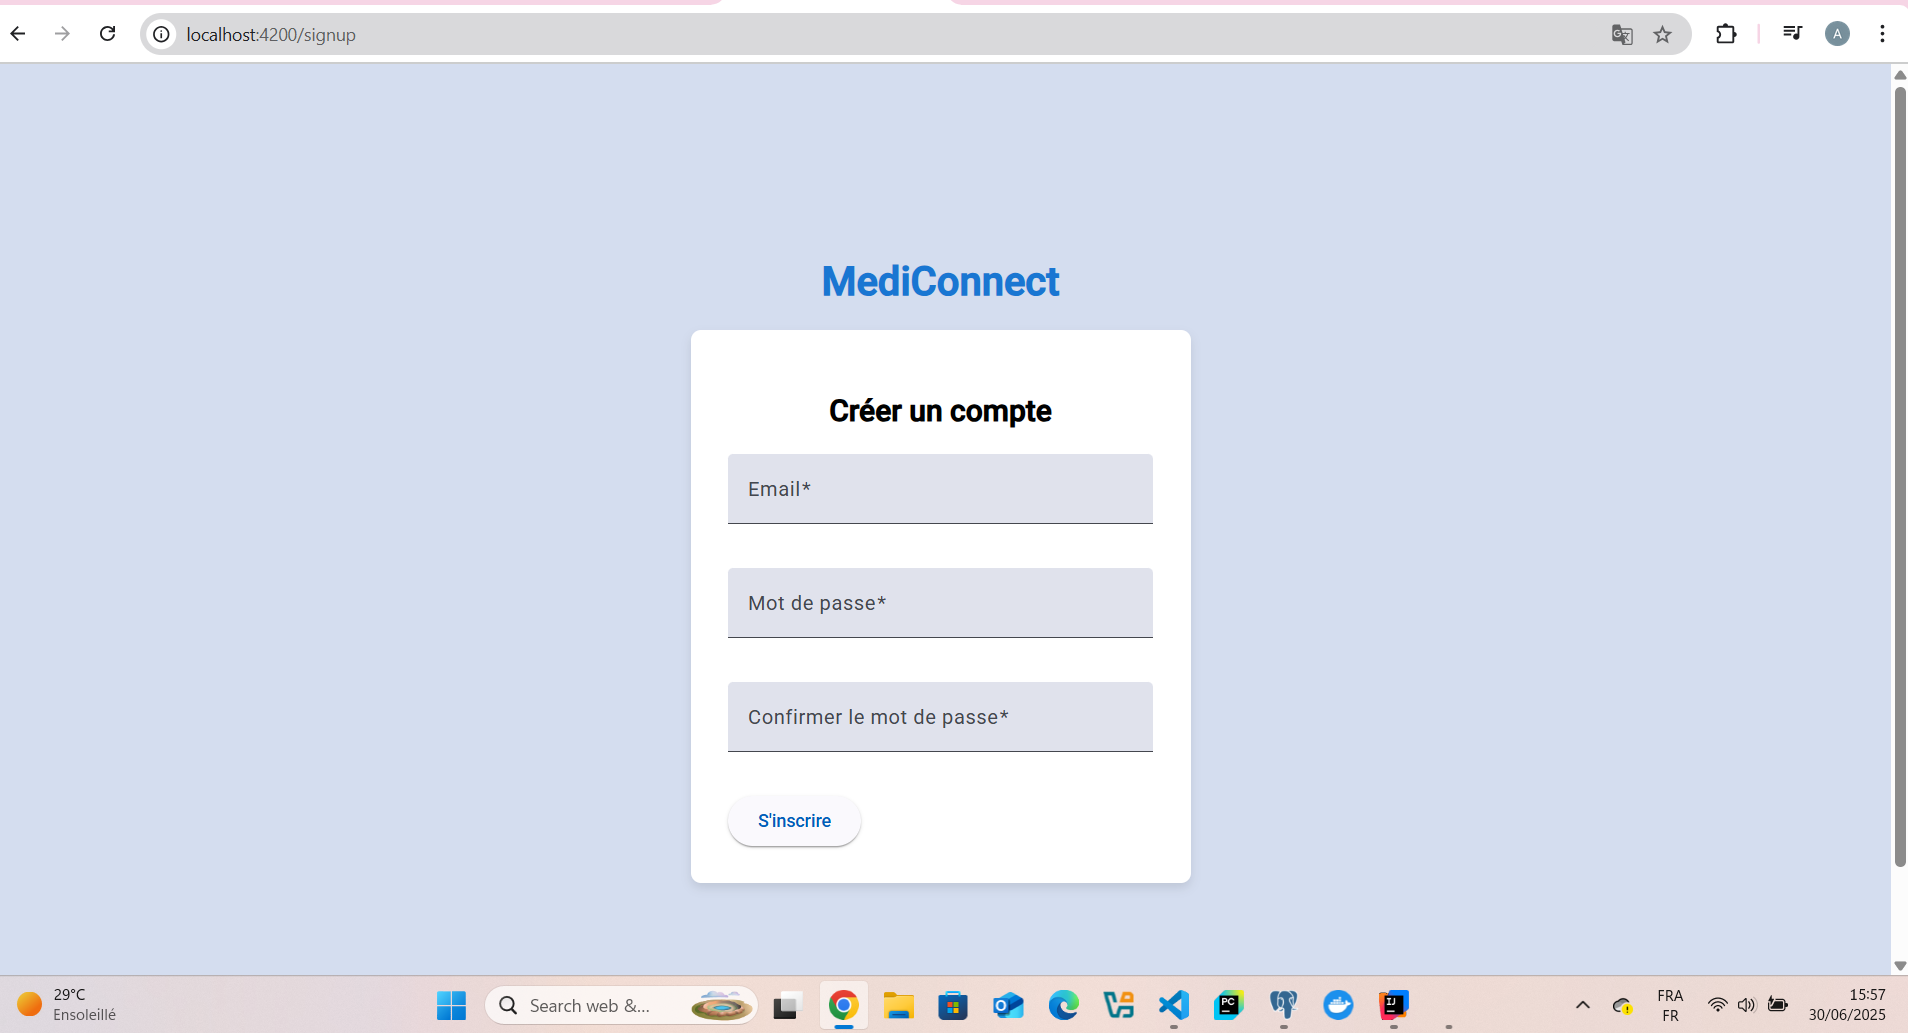 localhost:4200/signup
A
MediConnect
Créer un compte
Email*
Mot de passe*
Confirmer le mot de passe*
S'inscrire
29°C
Ensoleillé
Search web &...
FRA
FR
15:57
30/06/2025